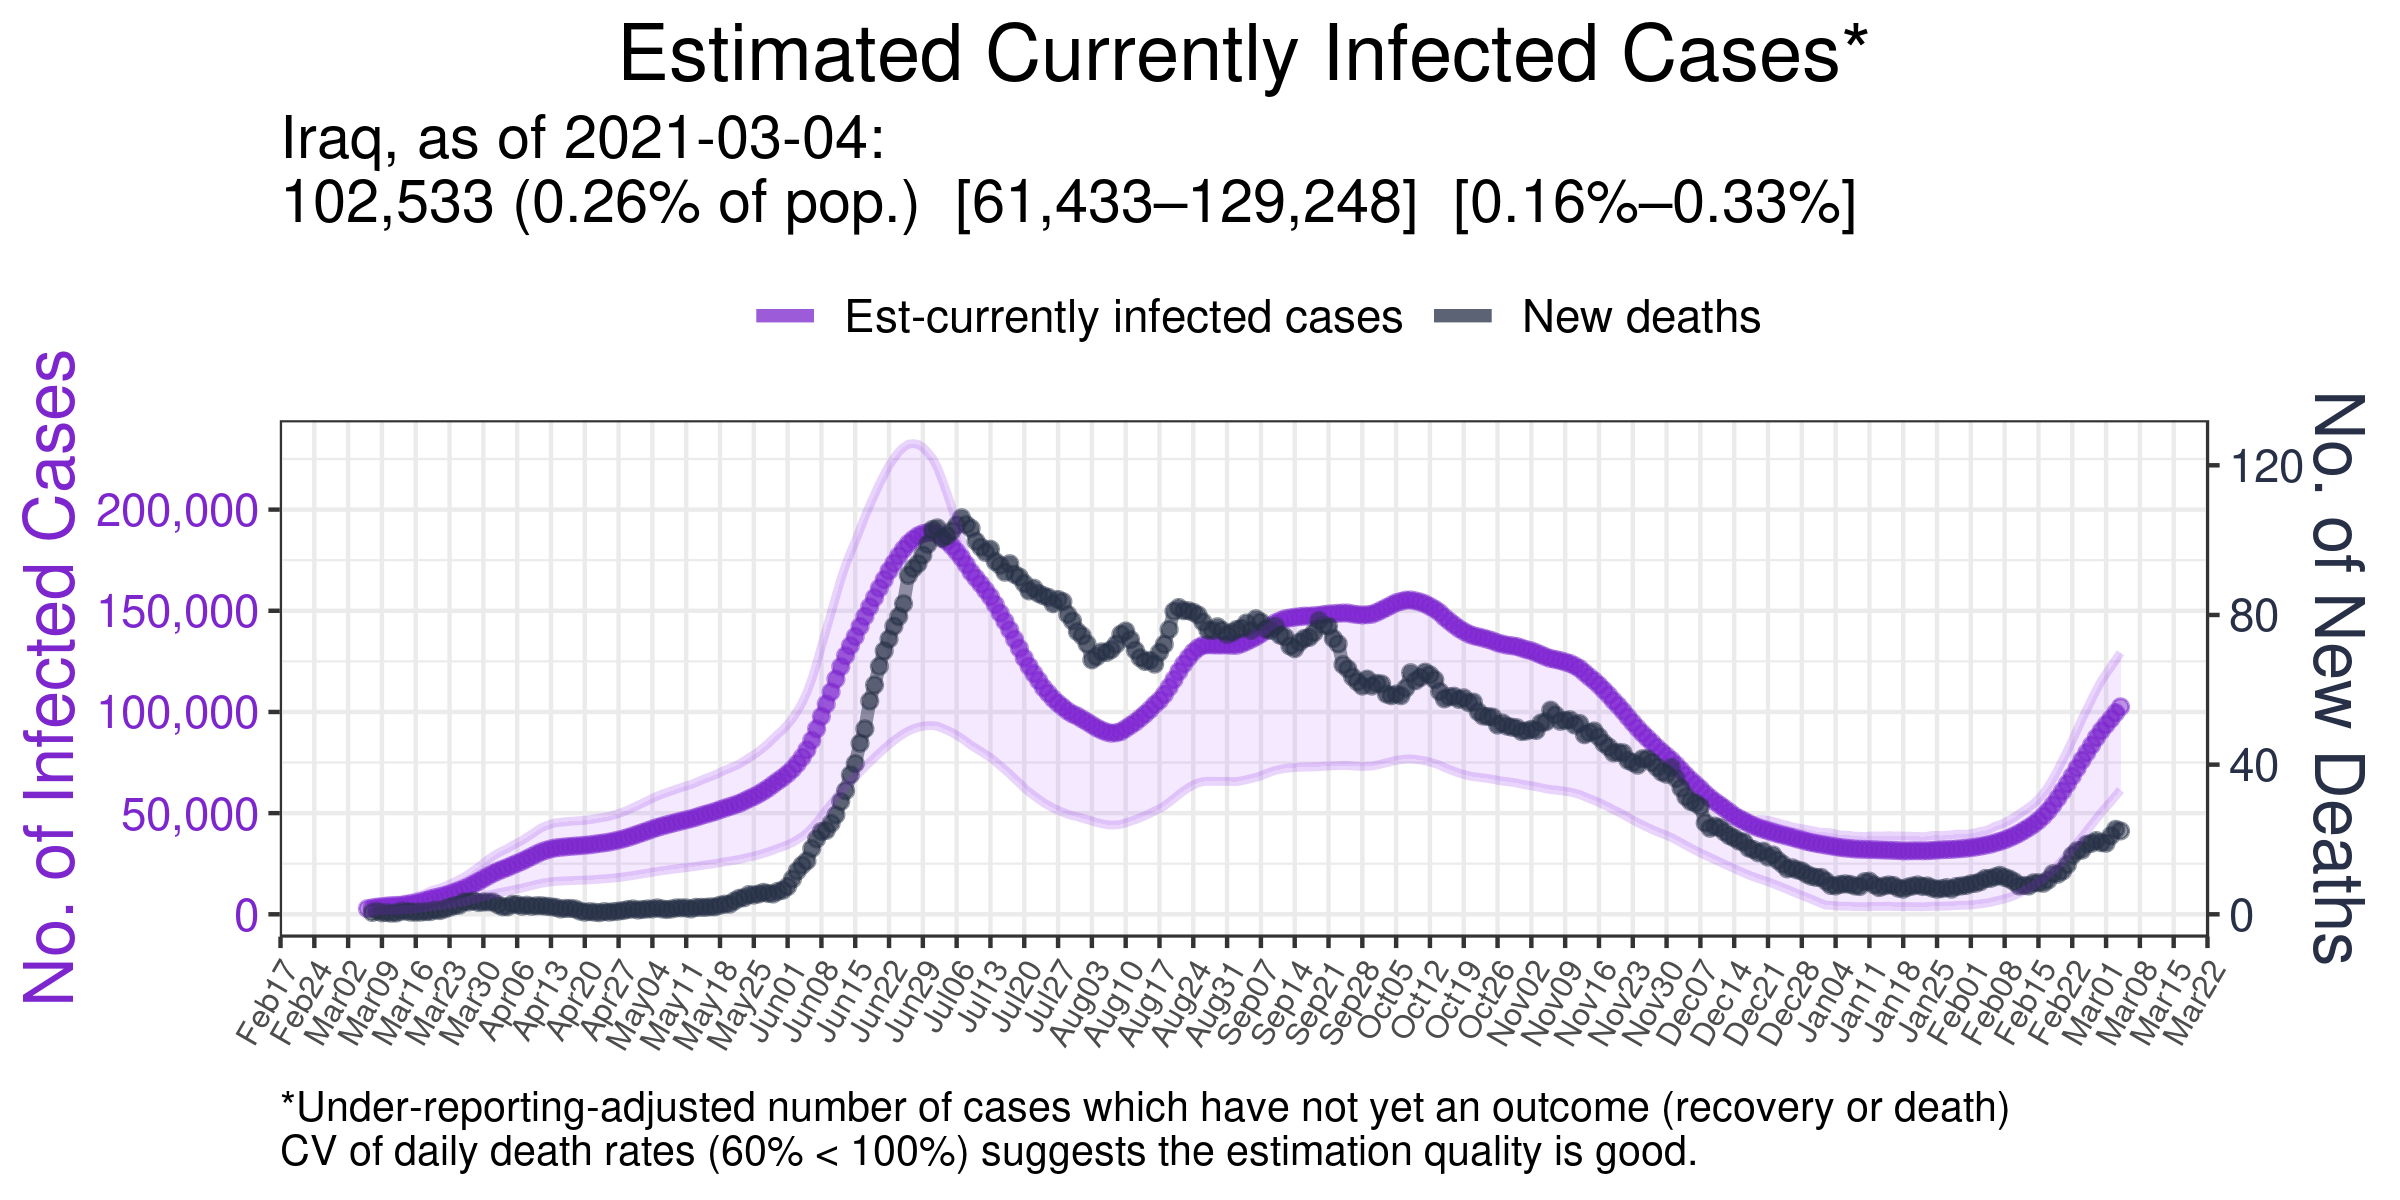 Estimated Currently Infected Cases*
Iraq, as of 2021-03-04:
102,533 (0.26% of pop.) [61,433–129,248] [0.16%–0.33%]
Est-currently infected cases
New deaths
No. of Infected Cases
200,000
150,000
100,000
50,000
0
120
80
40
0
No. of New Deaths
Feb17
Feb24
Mar02
Mar09
Mar16
Mar23
Mar30
Apr06
Apr13
Apr20
Apr27
May04
May11
May18
May25
Jun01
Jun08
Jun15
Jun22
Jun29
Jul06
Jul13
Jul20
Jul27
Aug03
Aug10
Aug17
Aug24
Aug31
Sep07
Sep14
Sep21
Sep28
Oct05
Oct12
Oct19
Oct26
Nov02
Nov09
Nov16
Nov23
Nov30
Dec07
Dec14
Dec21
Dec28
Jan04
Jan11
Jan18
Jan25
Feb01
Feb08
Feb15
Feb22
Mar01
Mar08
Mar15
Mar22
*Under-reporting-adjusted number of cases which have not yet an outcome (recovery or death)
CV of daily death rates (60% < 100%) suggests the estimation quality is good.